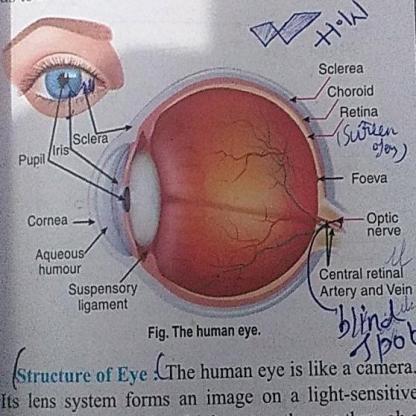 H.W
Sclerea
Choroid
Retina
(Screen
of eye)
Sclera
Iris
Pupil
Foeva
Cornea
Optic
nerve
Aqueous
humour
Central retinal
Artery and Vein
Suspensory
ligament
blind
spot
Fig. The human eye.
(Structure of Eye : (The human eye is like a camera.
Its lens system forms an image on a light-sensitive